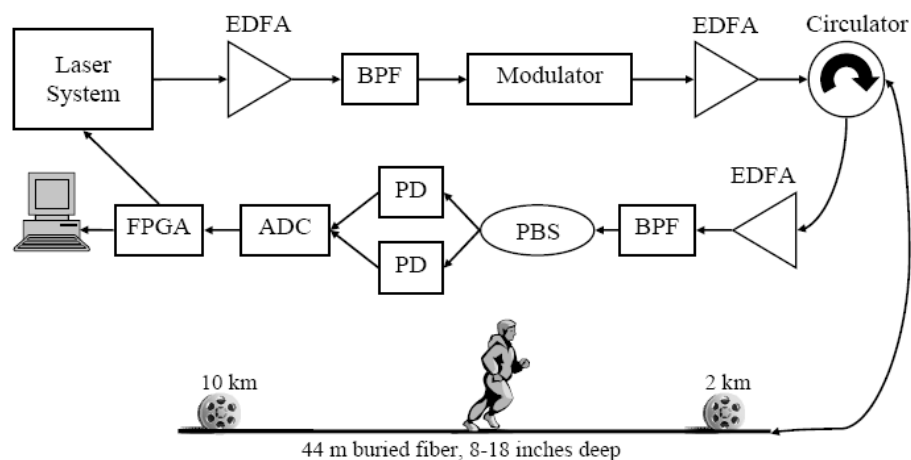 EDFA
EDFA
Circulator
Laser
System
BPF
Modulator
EDFA
PD
FPGA
ADC
PBS
BPF
PD
10 km
2 km
44 m buried fiber, 8-18 inches deep